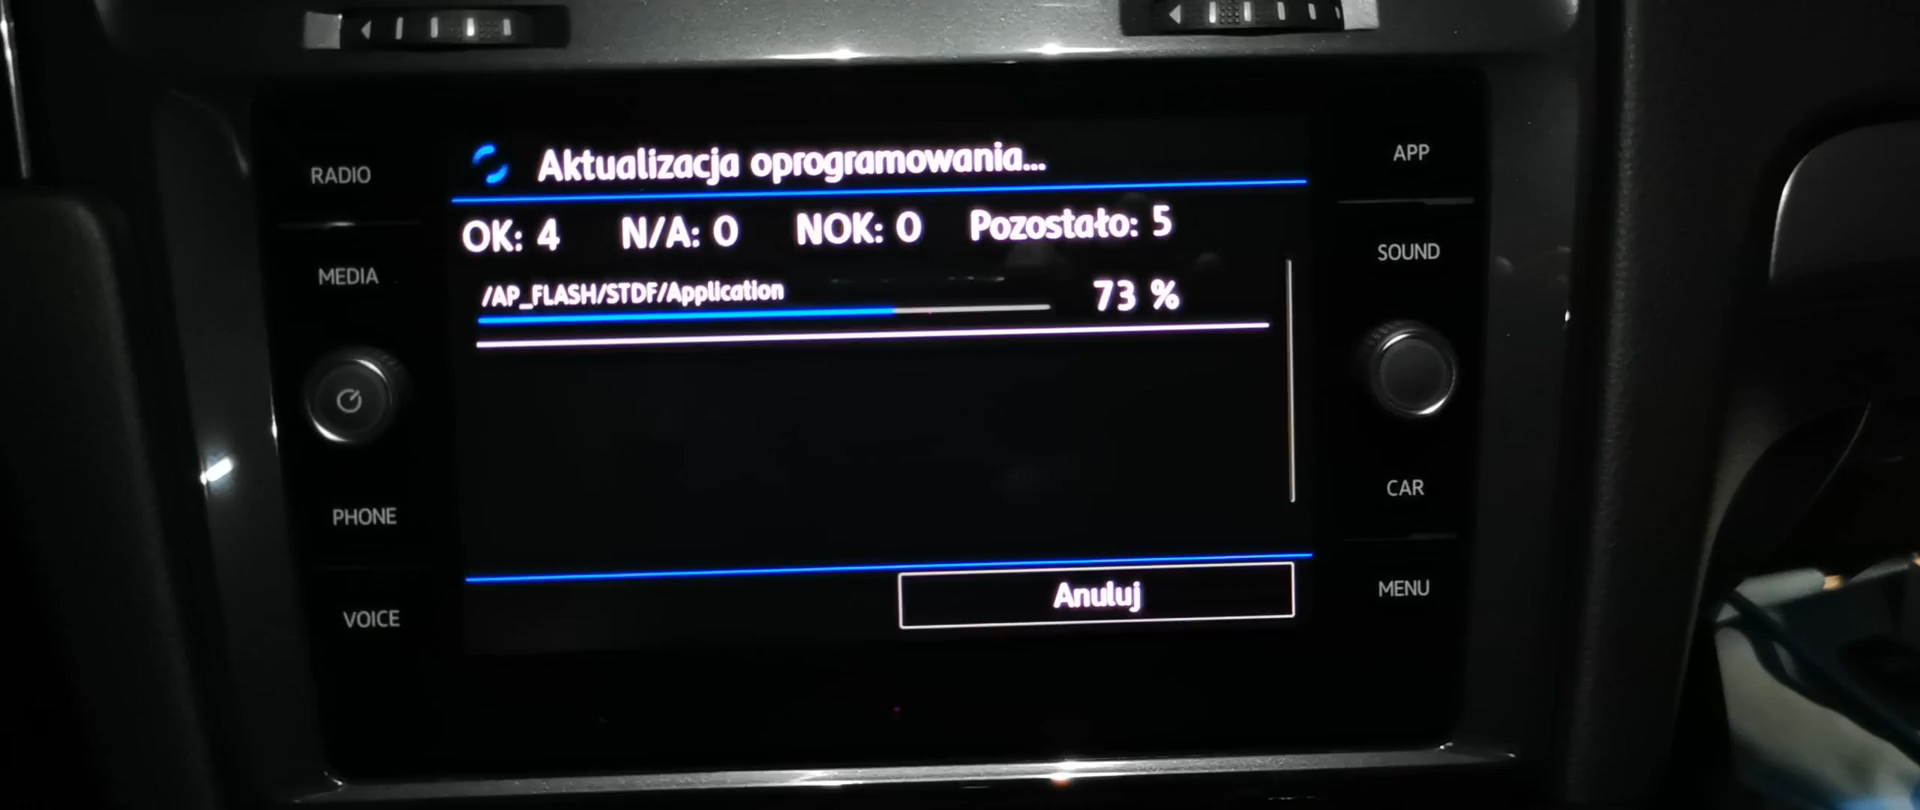 Aktualizacja oprogramowania...
OK: 4 N/A: 0 NOK: 0 Pozostało: 5
/AP_FLASH/STDF/Application 73 %
Anuluj
RADIO
MEDIA
PHONE
VOICE
APP
SOUND
CAR
MENU